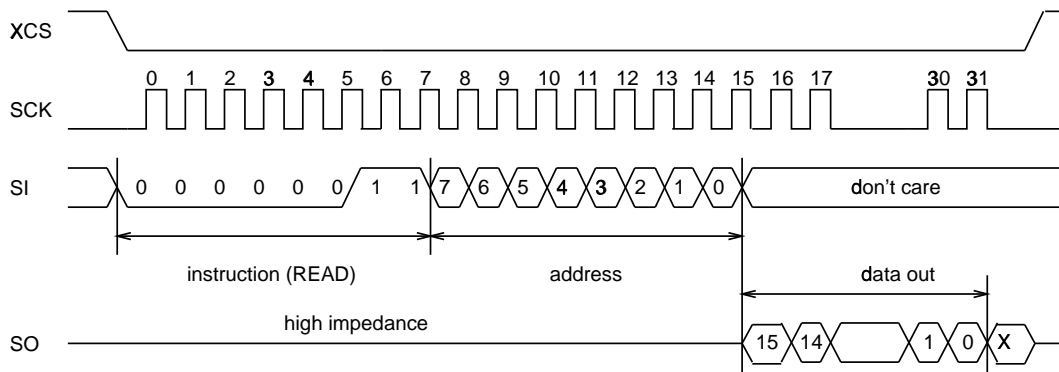 XCS
0 1 2 3 4 5 6 7 8 9 10 11 12 13 14 15 16 17 30 31
SCK
SI 0 0 0 0 0 0 1 1 7 6 5 4 3 2 1 0 don't care
instruction (READ) address data out
high impedance
SO 15 14 1 0 X